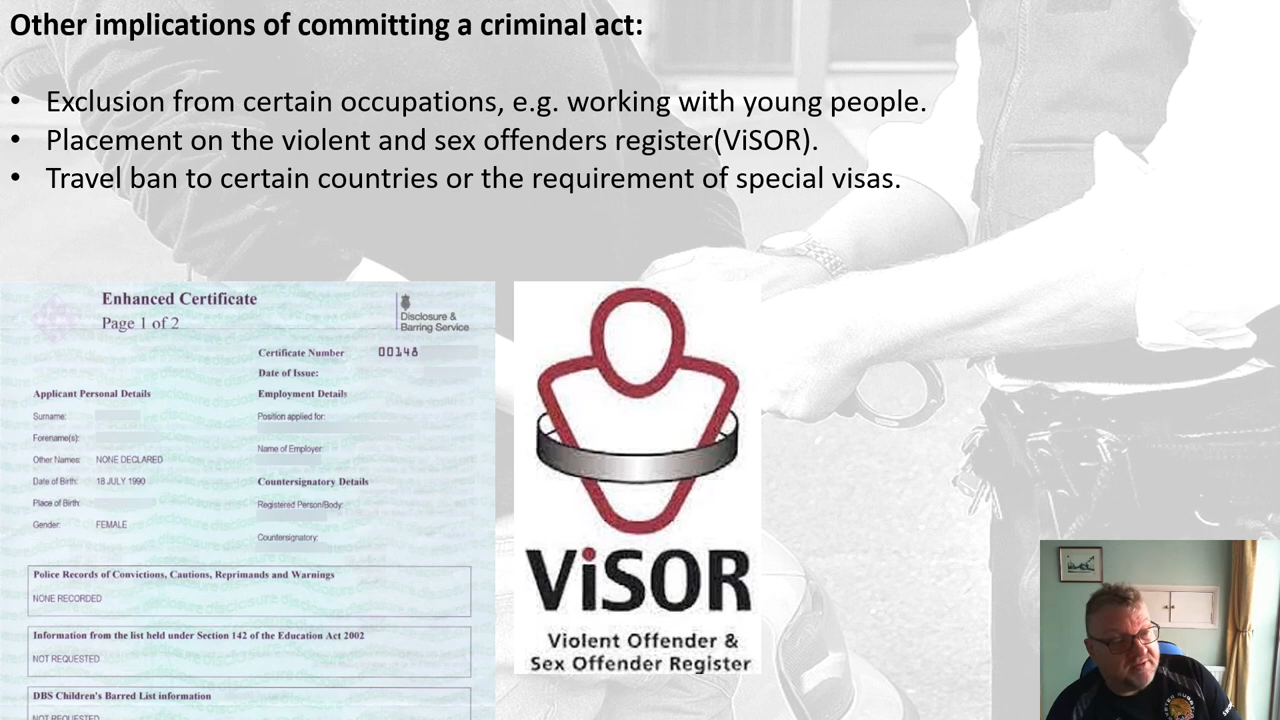 Other implications of committing a criminal act:
• Exclusion from certain occupations, e.g. working with young people.
• Placement on the violent and sex offenders register(ViSOR).
• Travel ban to certain countries or the requirement of special visas.
Enhanced Certificate
Page 1 of 2
Disclosure &
Barring Service
Certificate Number 00148
Date of Issue:
Applicant Personal Details
Surname:
Forename(s):
Other Names: NONE DECLARED
Date of Birth: 18 JULY 1990
Place of Birth:
Gender: FEMALE
Employment Details
Position applied for:
Name of Employer:
Countersignatory Details
Registered Person/Body:
Countersignatory:
Police Records of Convictions, Cautions, Reprimands and Warnings
NONE RECORDED
Information from the list held under Section 142 of the Education Act 2002
NOT REQUESTED
DBS Children's Barred List information
NOT REQUESTED
ViSOR
Violent Offender &
Sex Offender Register